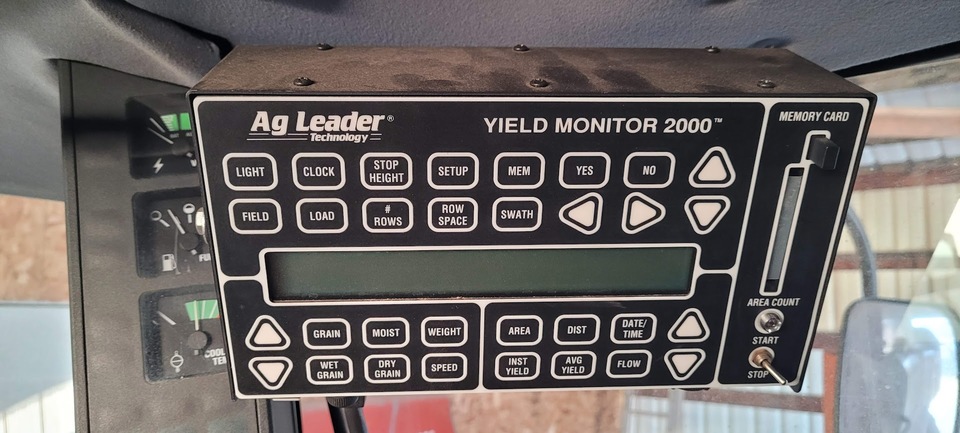 Ag Leader®
Technology
YIELD MONITOR 2000™
MEMORY CARD
LIGHT
CLOCK
STOP
HEIGHT
SETUP
MEM
YES
NO
FIELD
LOAD
#
ROWS
ROW
SPACE
SWATH
AREA COUNT
START
STOP
GRAIN
MOIST
WEIGHT
AREA
DIST
DATE/
TIME
WET
GRAIN
DRY
GRAIN
SPEED
INST
YIELD
AVG
YIELD
FLOW